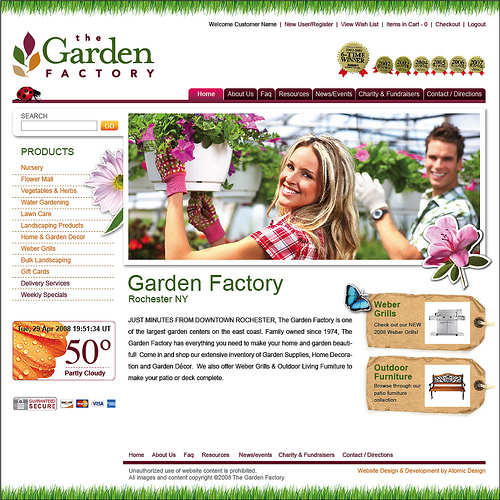 Welcome Customer Name | New User/Register | View Wish List | Items in Cart - 0 | Checkout | Logout
the
Garden
FACTORY
6-TIME
WINNER
Home
About Us
Faq
Resources
News/Events
Charity & Fundraisers
Contact / Directions
SEARCH
GO
PRODUCTS
Nursery
Flower Mall
Vegetables & Herbs
Water Gardening
Lawn Care
Landscaping Products
Home & Garden Decor
Weber Grills
Bulk Landscaping
Gift Cards
Delivery Services
Weekly Specials
Tue, 29 Apr 2008 19:51:34 UT
50°
Partly Cloudy
GUARANTEED
SECURE
VISA
Garden Factory
Rochester NY
JUST MINUTES FROM DOWNTOWN ROCHESTER, The Garden Factory is one
of the largest garden centers on the east coast. Family owned since 1974, The
Garden Factory has everything you need to make your home and garden beauti-
ful! Come in and shop our extensive inventory of Garden Supplies, Home Decora-
tion and Garden Décor. We also offer Weber Grills & Outdoor Living Furniture to
make your patio or deck complete.
Weber
Grills
Check out our NEW
2008 Weber Grills!
Outdoor
Furniture
Browse through our
patio furniture
collection.
Home About Us Faq Resources News/events Charity & Fundraisers Contact / Directions
Unauthorized use of website content is prohibited.
All images and content copyright ©2008 The Garden Factory
Website Design & Development by Atomic Design